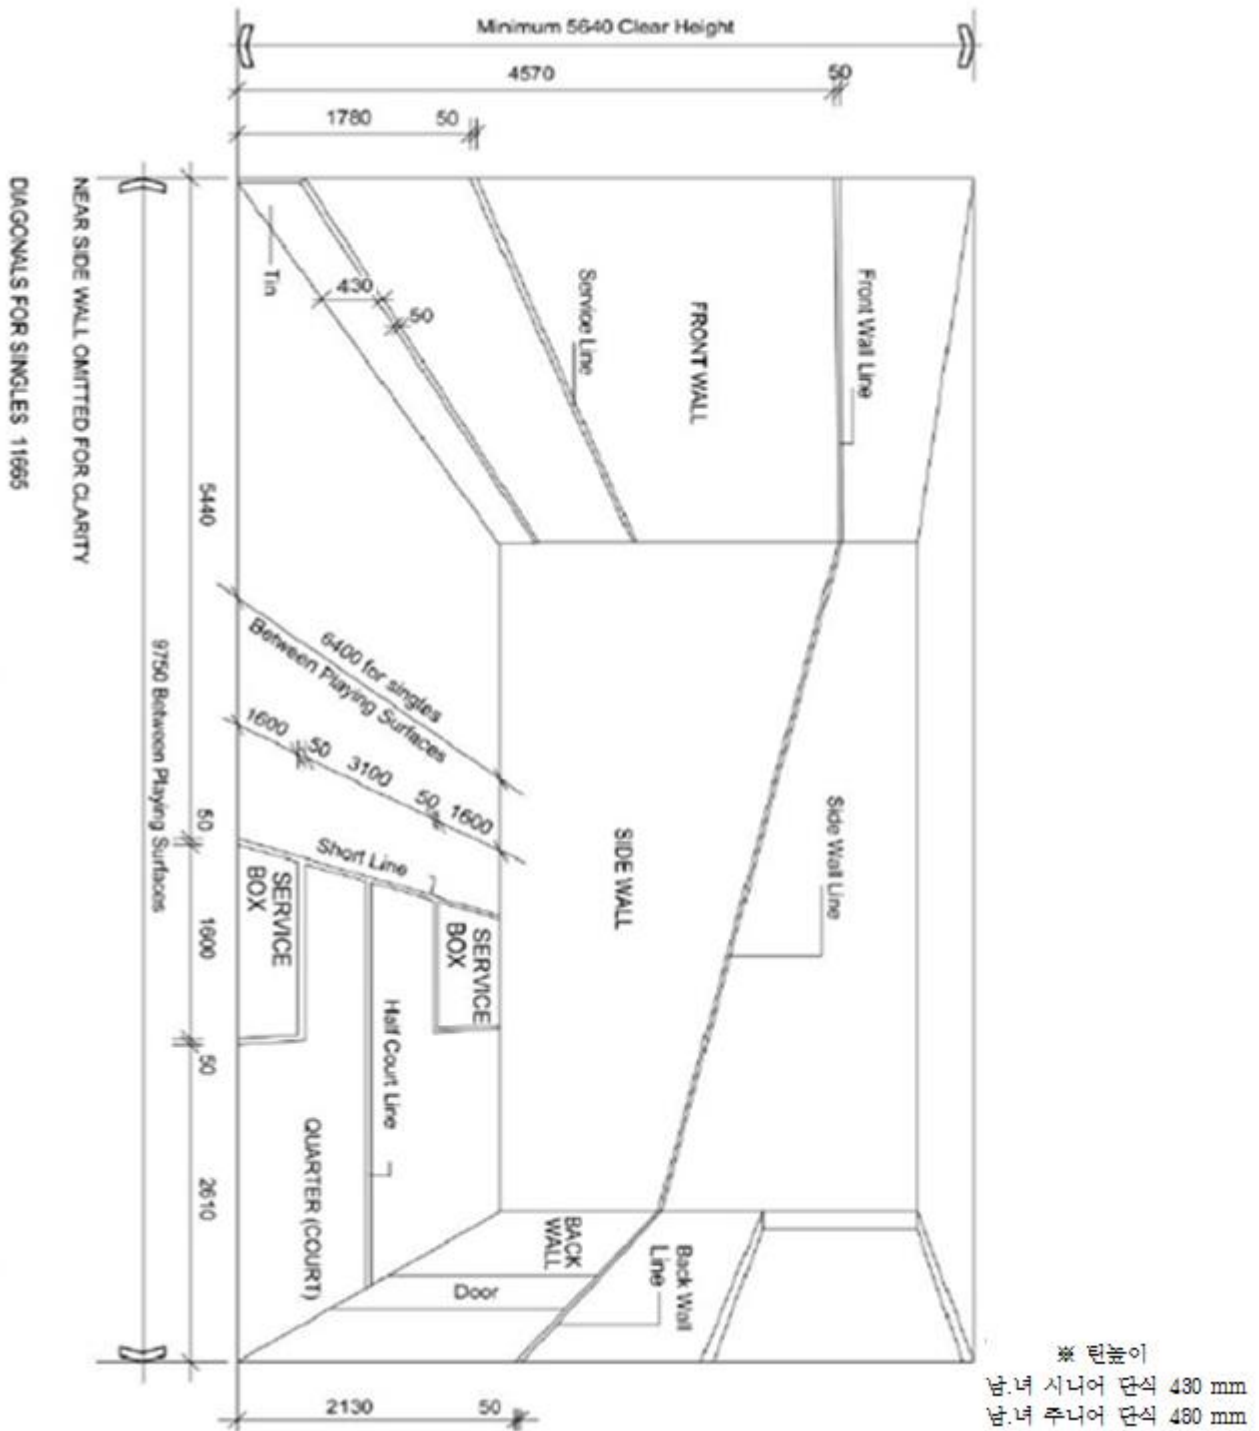 Minimum 5640 Clear Height
4570
50
1780
50
NEAR SIDE WALL OMITTED FOR CLARITY
DIAGONALS FOR SINGLES 11665
Tin
430
50
Service Line
FRONT WALL
Front Wall Line
5440
6400 for singles
Between Playing Surfaces
1600
50
3100
50
1600
9750 Between Playing Surfaces
50
1600
50
2610
Short Line
SERVICE
BOX
SERVICE
BOX
SIDE WALL
Side Wall Line
Half Court Line
QUARTER (COURT)
BACK
WALL
Door
Back Wall
Line
2130
50
※ 틴높이
남.녀 시니어 단식 430 mm
남.녀 주니어 단식 480 mm